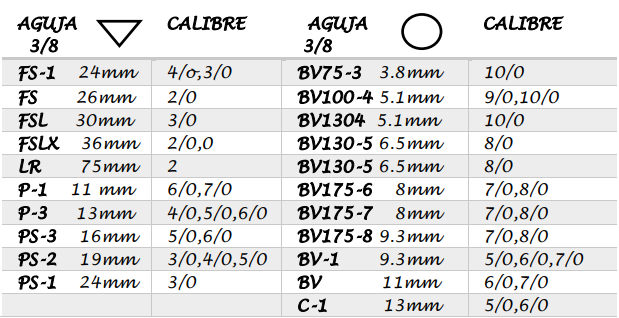 AGUJA CALIBRE AGUJA CALIBRE
3/8 3/8
FS-1 24mm 4/o,3/0 BV75-3 3.8mm 10/0
FS 26mm 2/0 BV100-4 5.1mm 9/0,10/0
FSL 30mm 3/0 BV1304 5.1mm 10/0
FSLX 36mm 2/0,0 BV130-5 6.5mm 8/0
LR 75mm 2 BV130-5 6.5mm 8/0
P-1 11 mm 6/0,7/0 BV175-6 8mm 7/0,8/0
P-3 13mm 4/0,5/0,6/0 BV175-7 8mm 7/0,8/0
PS-3 16mm 5/0,6/0 BV175-8 9.3mm 7/0,8/0
PS-2 19mm 3/0,4/0,5/0 BV-1 9.3mm 5/0,6/0,7/0
PS-1 24mm 3/0 BV 11mm 6/0,7/0
C-1 13mm 5/0,6/0